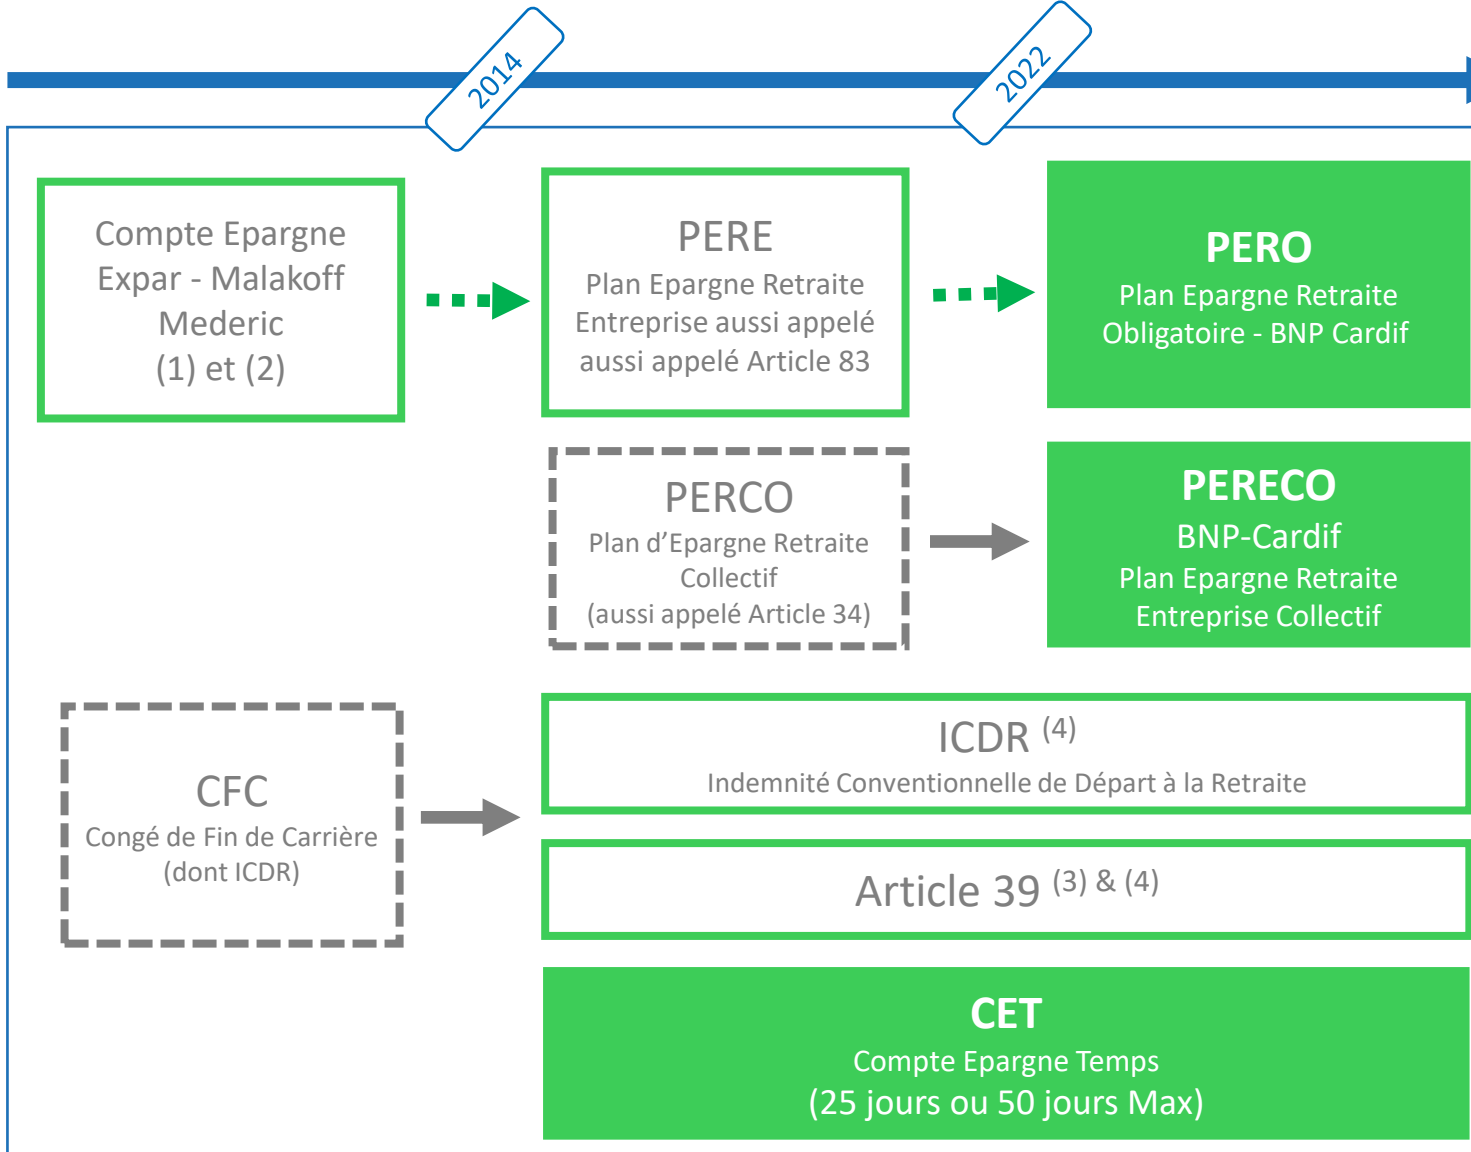 2014
2022
Compte Epargne
Expar - Malakoff
Mederic
(1) et (2)
PERE
Plan Epargne Retraite
Entreprise aussi appelé
aussi appelé Article 83
PERO
Plan Epargne Retraite
Obligatoire - BNP Cardif
PERCO
Plan d’Epargne Retraite
Collectif
(aussi appelé Article 34)
PERECO
BNP-Cardif
Plan Epargne Retraite
Entreprise Collectif
CFC
Congé de Fin de Carrière
(dont ICDR)
ICDR (4)
Indemnité Conventionnelle de Départ à la Retraite
Article 39 (3) & (4)
CET
Compte Epargne Temps
(25 jours ou 50 jours Max)